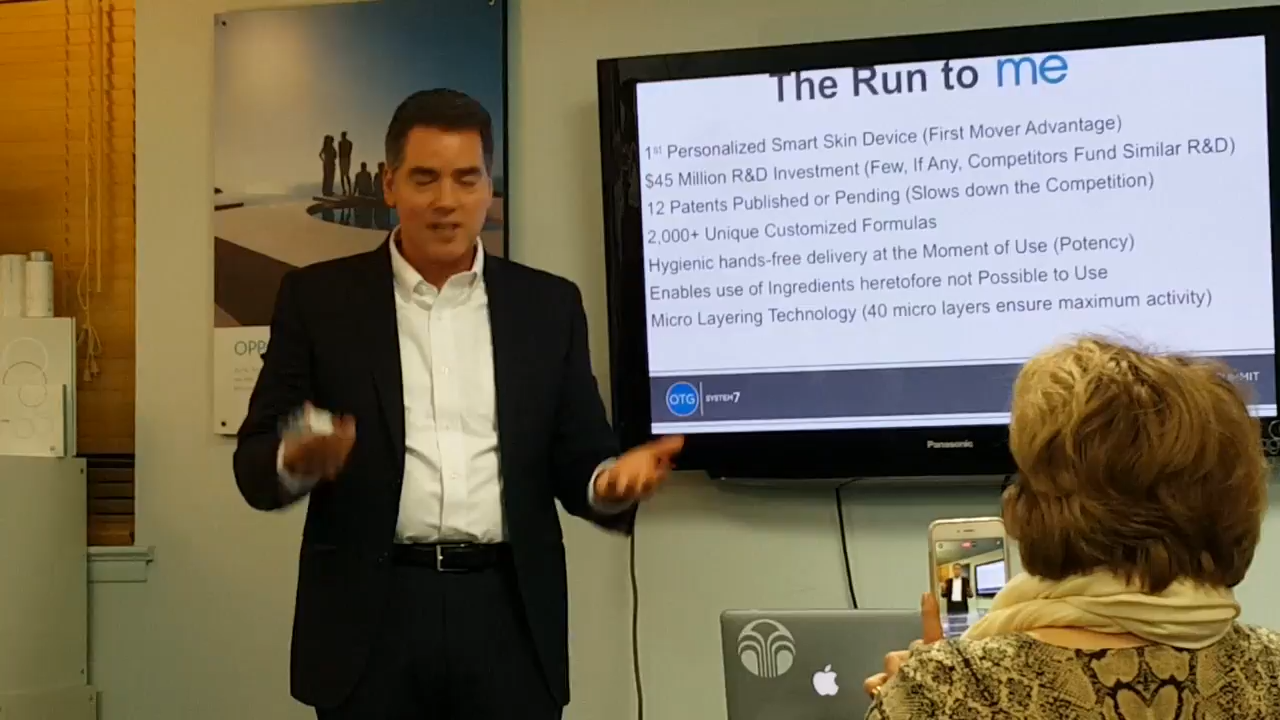 The Run to me
1st Personalized Smart Skin Device (First Mover Advantage)
$45 Million R&D Investment (Few, If Any, Competitors Fund Similar R&D)
12 Patents Published or Pending (Slows down the Competition)
2,000+ Unique Customized Formulas
Hygienic hands-free delivery at the Moment of Use (Potency)
Enables use of Ingredients heretofore not Possible to Use
Micro Layering Technology (40 micro layers ensure maximum activity)
OTG SYSTEM7
Panasonic
OPP